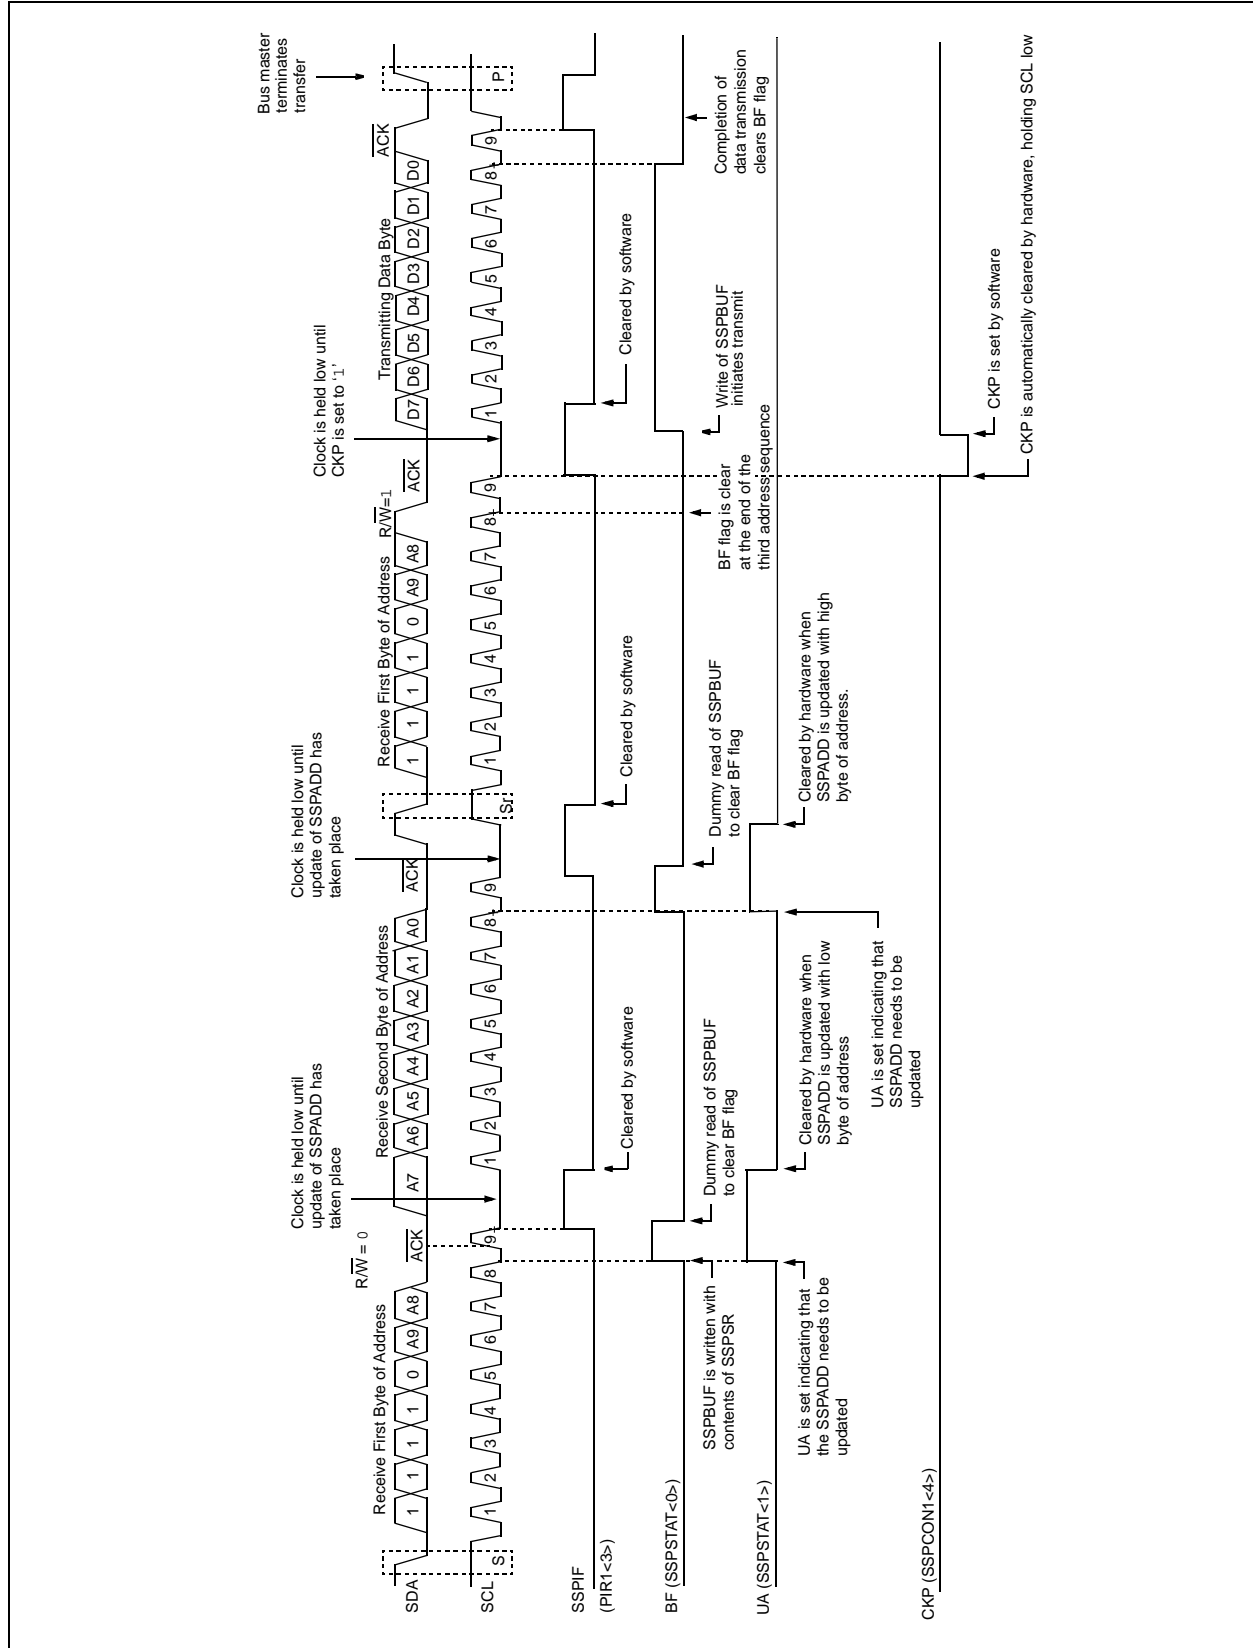 Bus master
terminates
transfer
Clock is held low until
CKP is set to ‘1’
Clock is held low until
update of SSPADD has
taken place
Clock is held low until
update of SSPADD has
taken place
R/W = 0
R/W=1
Receive First Byte of Address
Receive Second Byte of Address
Receive First Byte of Address
Transmitting Data Byte
SDA
1 1 1 1 0 A9 A8 ACK A7 A6 A5 A4 A3 A2 A1 A0 ACK 1 1 1 1 0 A9 A8 ACK D7 D6 D5 D4 D3 D2 D1 D0 ACK
SCL
S 1 2 3 4 5 6 7 8 9 1 2 3 4 5 6 7 8 9 Sr 1 2 3 4 5 6 7 8 9 1 2 3 4 5 6 7 8 9 P
SSPIF
(PIR1<3>)
Cleared by software
Cleared by software
Cleared by software
BF (SSPSTAT<0>)
SSPBUF is written with
contents of SSPSR
Dummy read of SSPBUF
to clear BF flag
Dummy read of SSPBUF
to clear BF flag
BF flag is clear
at the end of the
third address sequence
Write of SSPBUF
initiates transmit
Completion of
data transmission
clears BF flag
UA (SSPSTAT<1>)
UA is set indicating that
the SSPADD needs to be
updated
Cleared by hardware when
SSPADD is updated with low
byte of address
UA is set indicating that
SSPADD needs to be
updated
Cleared by hardware when
SSPADD is updated with high
byte of address.
CKP (SSPCON1<4>)
CKP is set by software
CKP is automatically cleared by hardware, holding SCL low